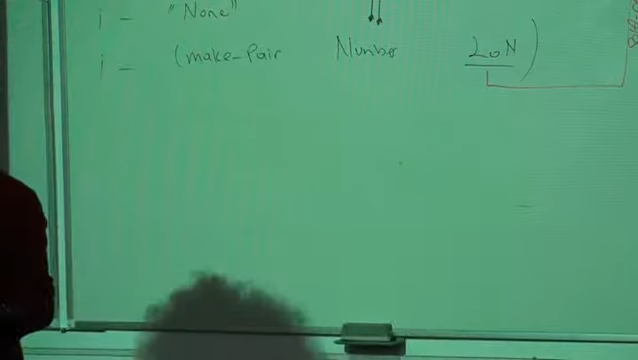 ; - "None"
; - (make-Pair Number LoN)